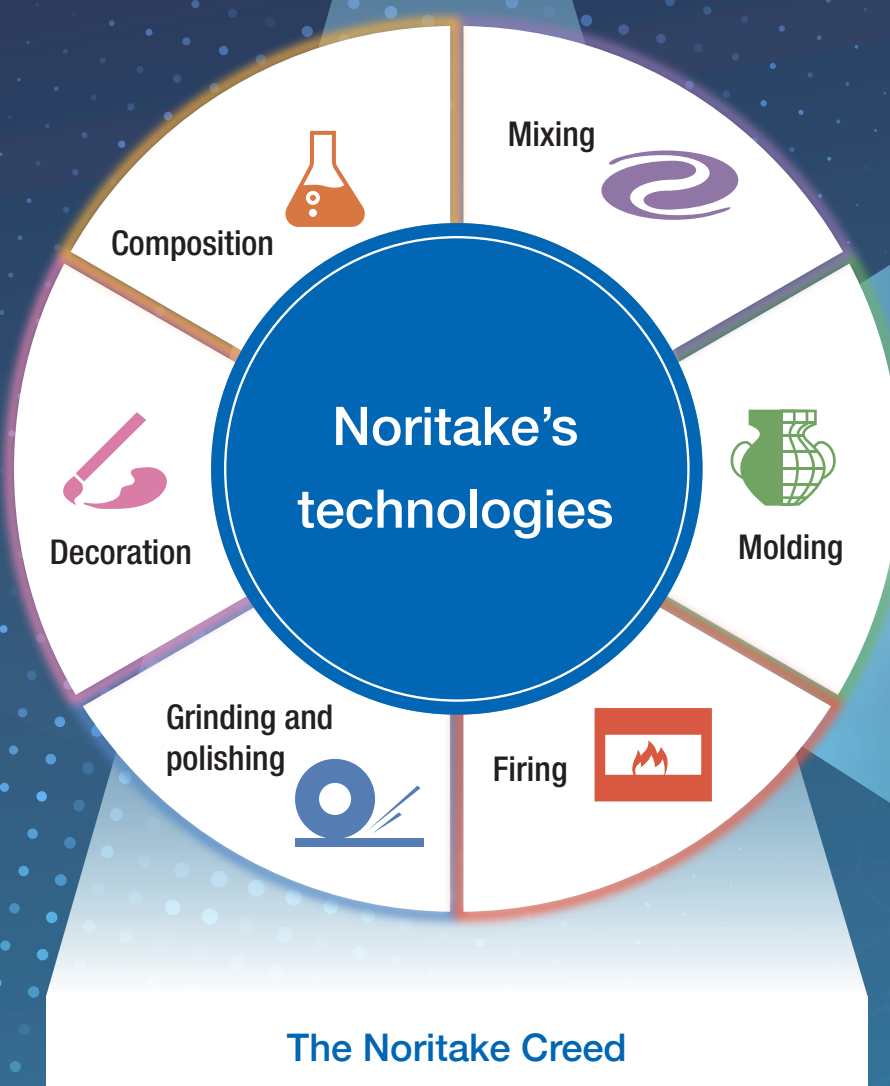 Mixing
Composition
Noritake's
technologies
Molding
Decoration
Grinding and
polishing
Firing
The Noritake Creed